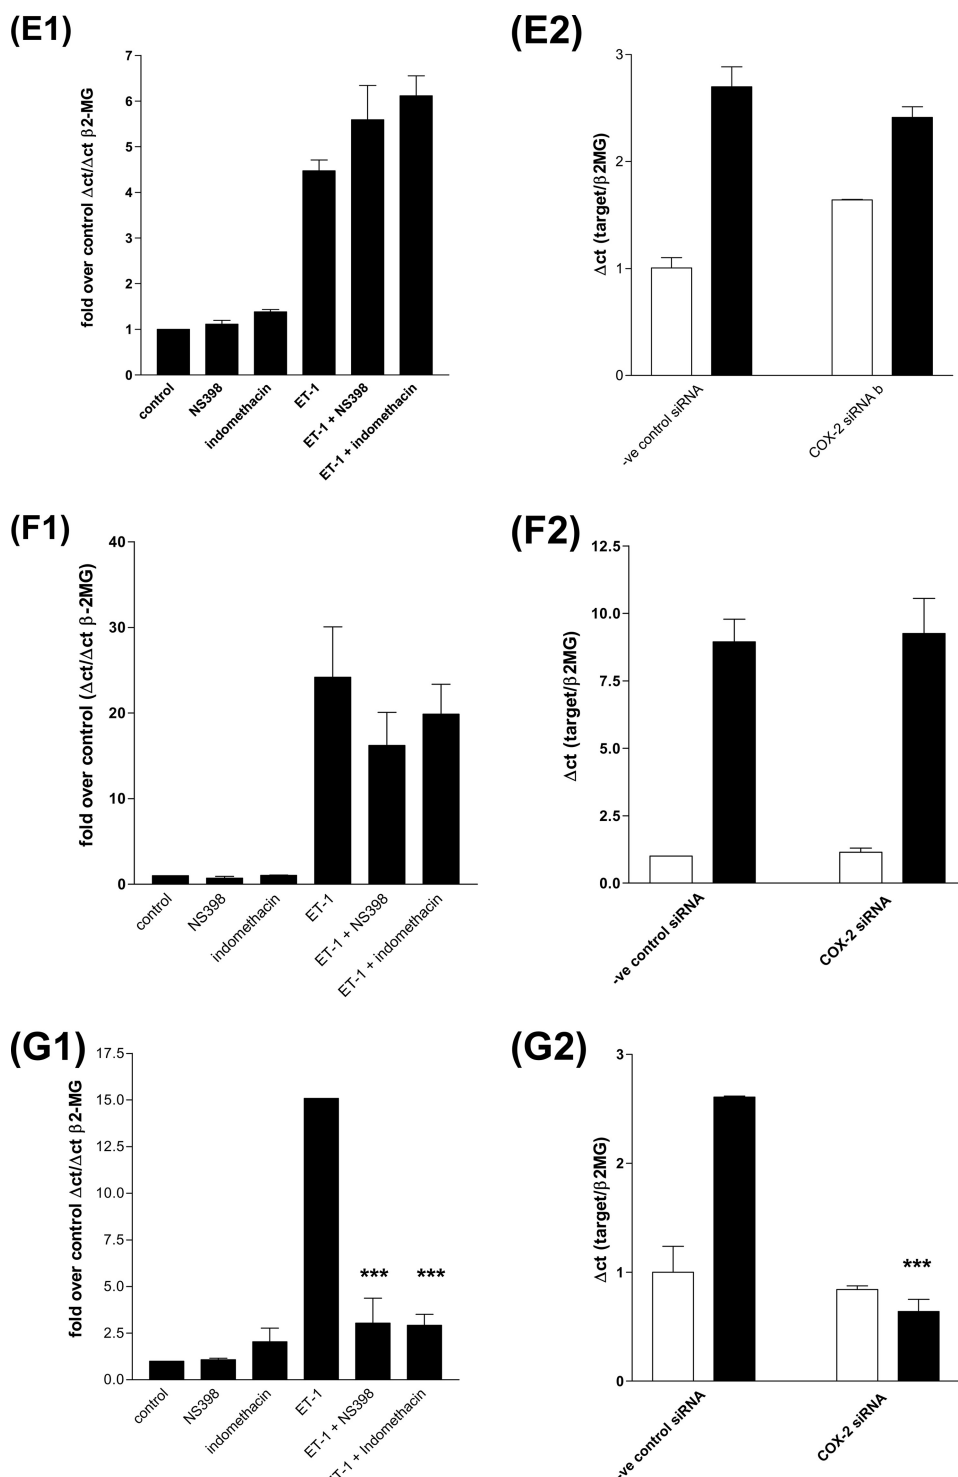 (E1)
fold over control Δct/Δct β2-MG
7
6
5
4
3
2
1
0
control
NS398
indomethacin
ET-1
ET-1 + NS398
ET-1 + indomethacin
(E2)
Δct (target/β2MG)
3
2
1
0
-ve control siRNA
COX-2 siRNA b
(F1)
fold over control (Δct/Δct β-2MG)
40
30
20
10
0
control
NS398
indomethacin
ET-1
ET-1 + NS398
ET-1 + indomethacin
(F2)
Δct (target/β2MG)
12.5
10.0
7.5
5.0
2.5
0.0
-ve control siRNA
COX-2 siRNA
(G1)
fold over control Δct/Δct β2-MG
17.5
15.0
12.5
10.0
7.5
5.0
2.5
0.0
*** ***
control
NS398
indomethacin
ET-1
ET-1 + NS398
ET-1 + Indomethacin
(G2)
Δct (target/β2MG)
3
2
1
0
***
-ve control siRNA
COX-2 siRNA